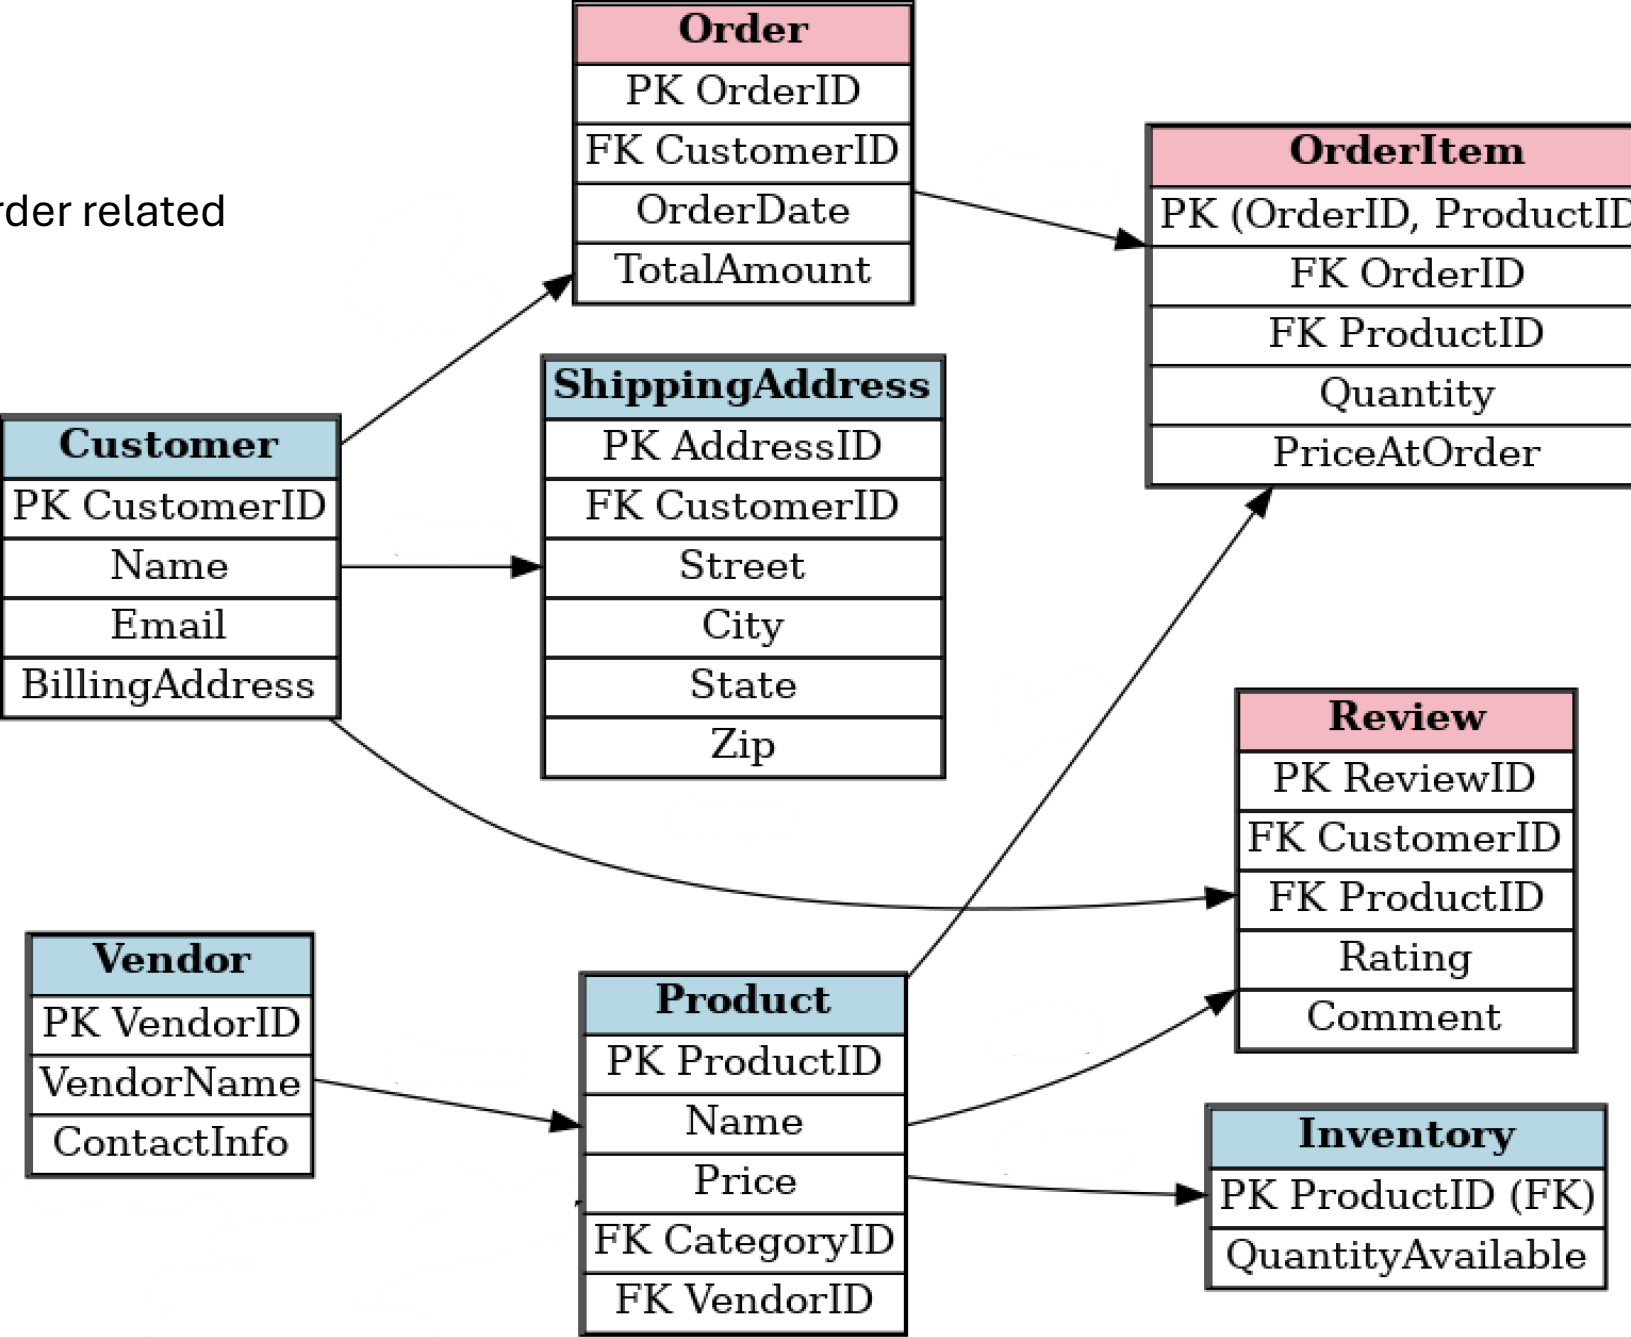 rder related
Order
PK OrderID
FK CustomerID
OrderDate
TotalAmount
OrderItem
PK (OrderID, ProductID
FK OrderID
FK ProductID
Quantity
PriceAtOrder
ShippingAddress
PK AddressID
FK CustomerID
Street
City
State
Zip
Customer
PK CustomerID
Name
Email
BillingAddress
Review
PK ReviewID
FK CustomerID
FK ProductID
Rating
Comment
Vendor
PK VendorID
VendorName
ContactInfo
Product
PK ProductID
Name
Price
FK CategoryID
FK VendorID
Inventory
PK ProductID (FK)
QuantityAvailable